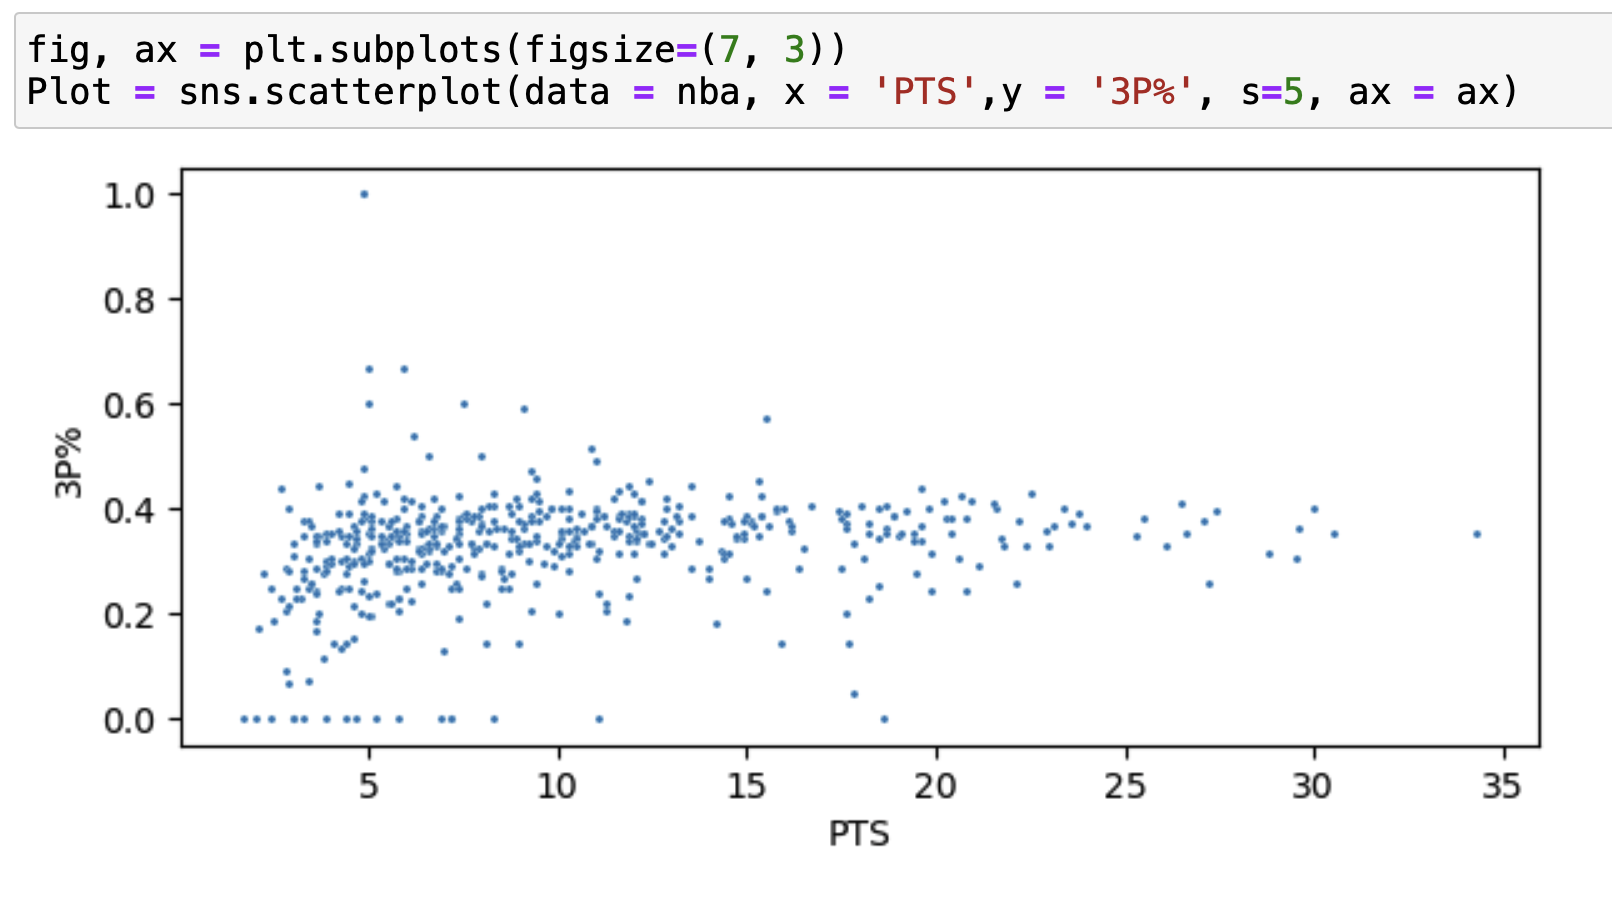 fig, ax = plt.subplots(figsize=(7, 3))
Plot = sns.scatterplot(data = nba, x = 'PTS',y = '3P%', s=5, ax = ax)
1.0
0.8
0.6
0.4
0.2
0.0
3P%
5 10 15 20 25 30 35
PTS